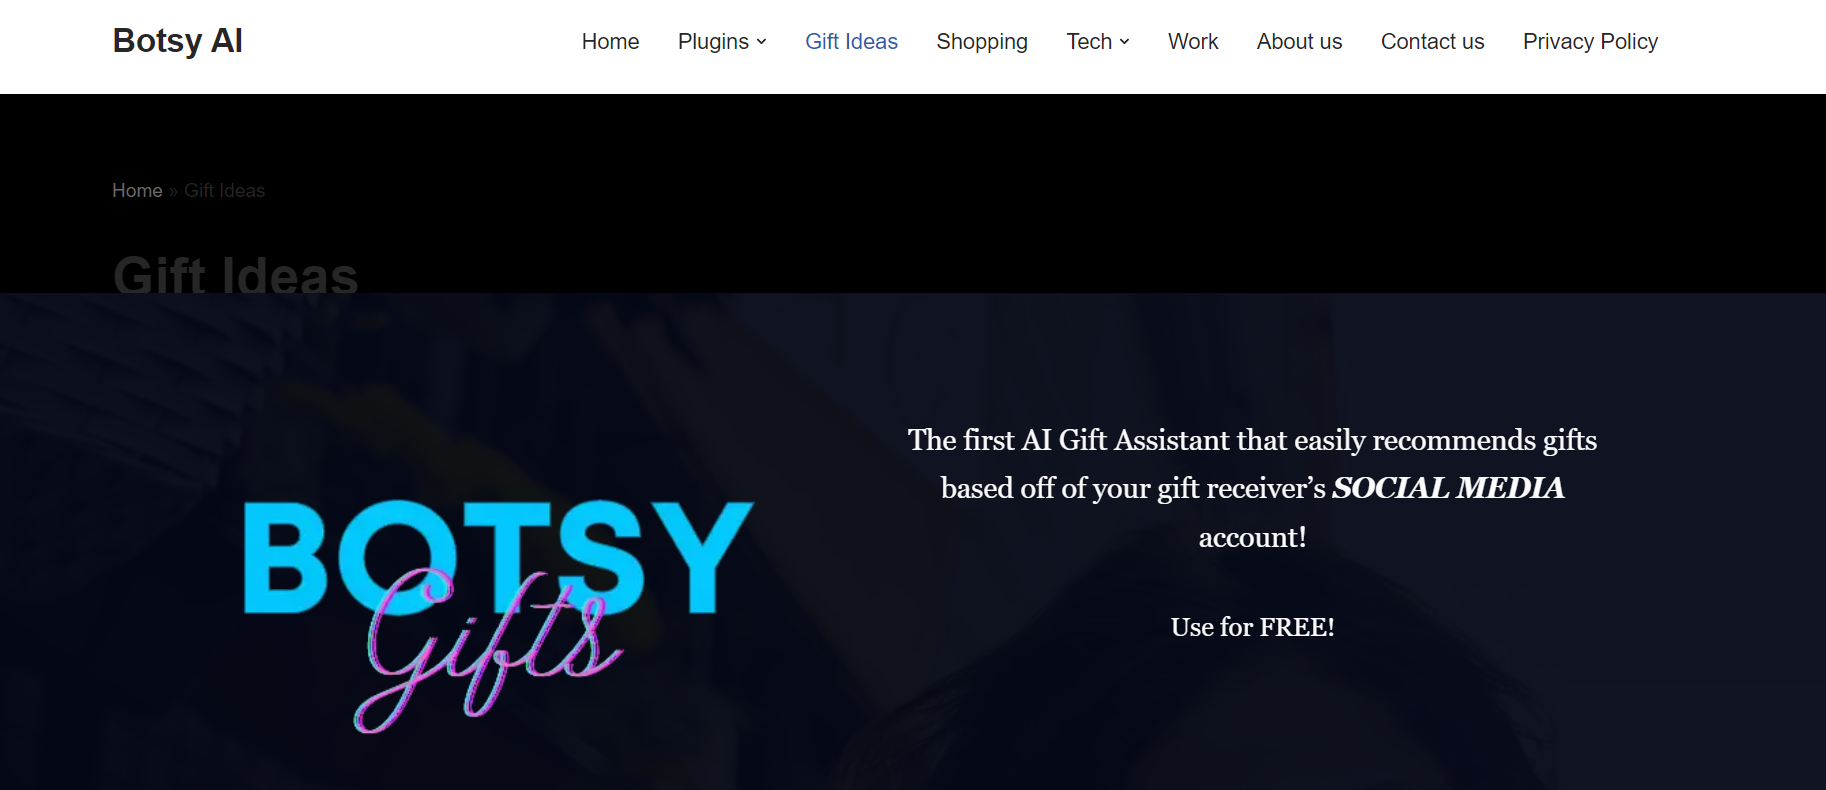 Botsy AI
Home Plugins Gift Ideas Shopping Tech Work About us Contact us Privacy Policy
Home » Gift Ideas
Gift Ideas
The first AI Gift Assistant that easily recommends gifts
based off of your gift receiver’s SOCIAL MEDIA
account!
Use for FREE!
BOTSY
Gifts